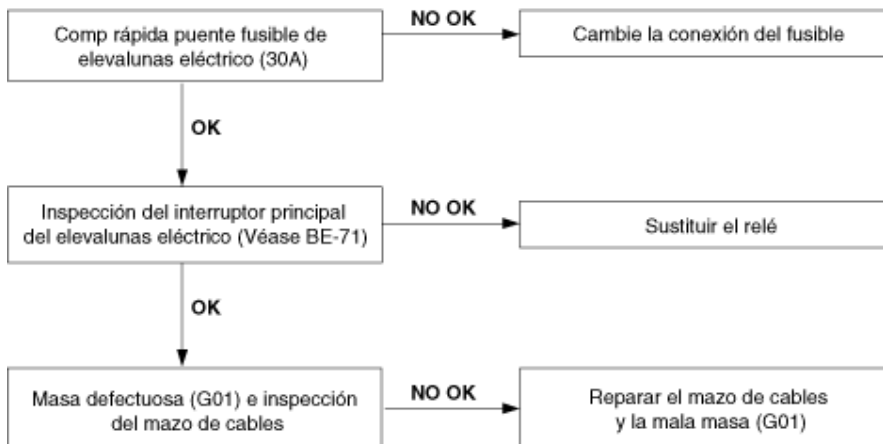 Comp rápida puente fusible de
elevalunas eléctrico (30A)
NO OK
Cambie la conexión del fusible
OK
Inspección del interruptor principal
del elevalunas eléctrico (Véase BE-71)
NO OK
Sustituir el relé
OK
Masa defectuosa (G01) e inspección
del mazo de cables
NO OK
Reparar el mazo de cables
y la mala masa (G01)